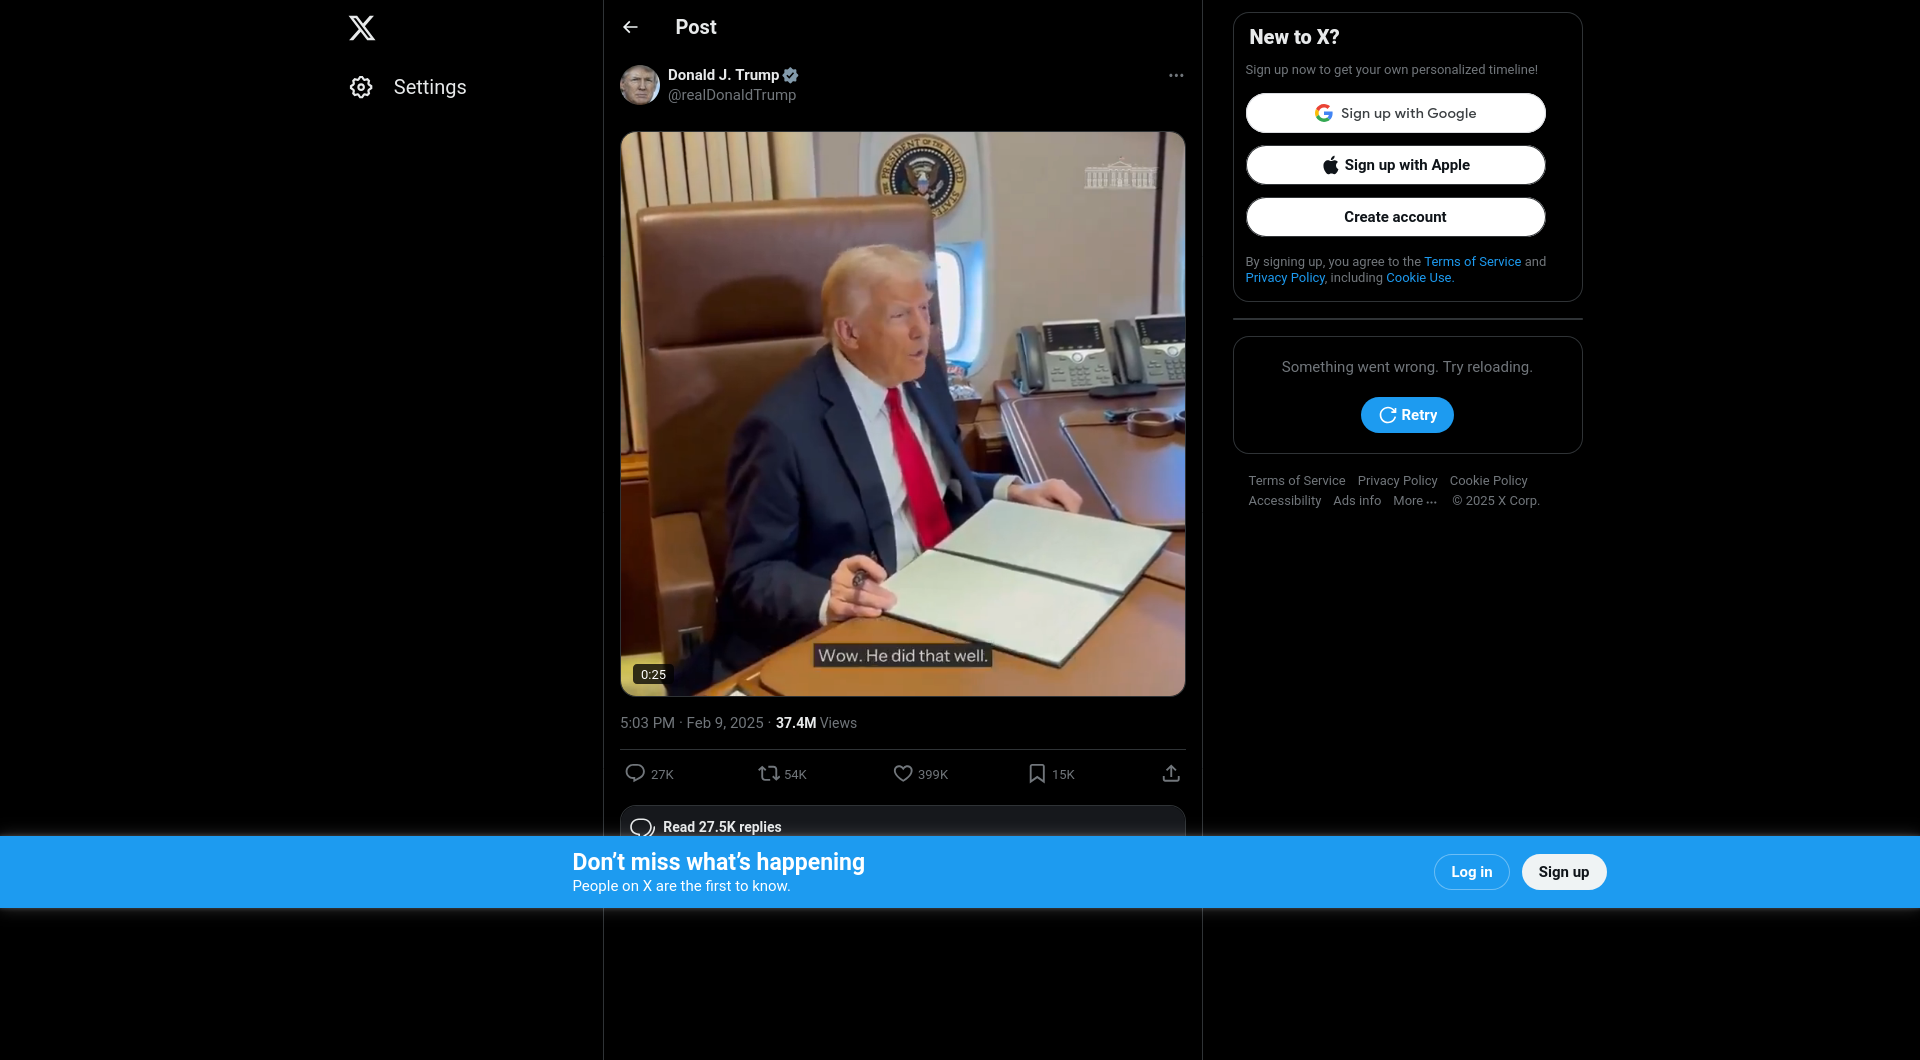 Settings
Post
Donald J. Trump
@realDonaldTrump
PRESIDENT OF THE UNITED STATES
Wow. He did that well.
0:25
5:03 PM · Feb 9, 2025 · 37.4M Views
27K 54K 399K 15K
Read 27.5K replies
New to X?
Sign up now to get your own personalized timeline!
Sign up with Google
Sign up with Apple
Create account
By signing up, you agree to the Terms of Service and
Privacy Policy, including Cookie Use.
Something went wrong. Try reloading.
Retry
Terms of Service Privacy Policy Cookie Policy
Accessibility Ads info More ··· © 2025 X Corp.
Don’t miss what’s happening
People on X are the first to know.
Log in
Sign up